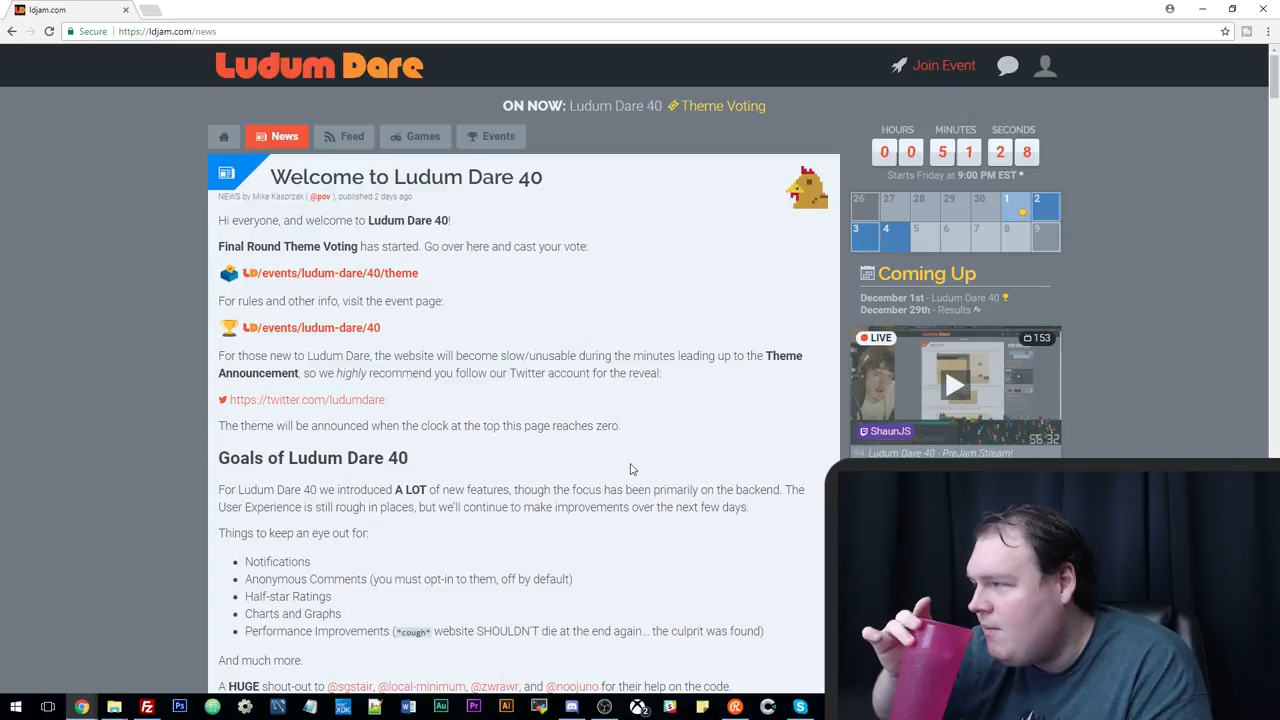 ldjam.com
Secure https://ldjam.com/news
LUDUM DARE
Join Event
ON NOW: Ludum Dare 40 Theme Voting
News
Feed
Games
Events
HOURS MINUTES SECONDS
0 0 5 1 2 8
Starts Friday at 9:00 PM EST *
26 27 28 29 30 1 2
3 4 5 6 7 8 9
Welcome to Ludum Dare 40
NEWS by Mike Kasprzak ( @pov ), published 2 days ago
Hi everyone, and welcome to Ludum Dare 40!
Final Round Theme Voting has started. Go over here and cast your vote:
LD/events/ludum-dare/40/theme
For rules and other info, visit the event page:
LD/events/ludum-dare/40
For those new to Ludum Dare, the website will become slow/unusable during the minutes leading up to the Theme
Announcement, so we highly recommend you follow our Twitter account for the reveal:
https://twitter.com/ludumdare
The theme will be announced when the clock at the top this page reaches zero.
Goals of Ludum Dare 40
For Ludum Dare 40 we introduced A LOT of new features, though the focus has been primarily on the backend. The
User Experience is still rough in places, but we'll continue to make improvements over the next few days.
Things to keep an eye out for:
Notifications
Anonymous Comments (you must opt-in to them, off by default)
Half-star Ratings
Charts and Graphs
Performance Improvements (*cough* website SHOULDN'T die at the end again... the culprit was found)
And much more.
A HUGE shout-out to @sgstair, @local-minimum, @zwrawr, and @noojuno for their help on the code.
Coming Up
December 1st - Ludum Dare 40
December 29th - Results
LIVE
153
ShaunJS
56:32
Ludum Dare 40 - PreJam Stream!